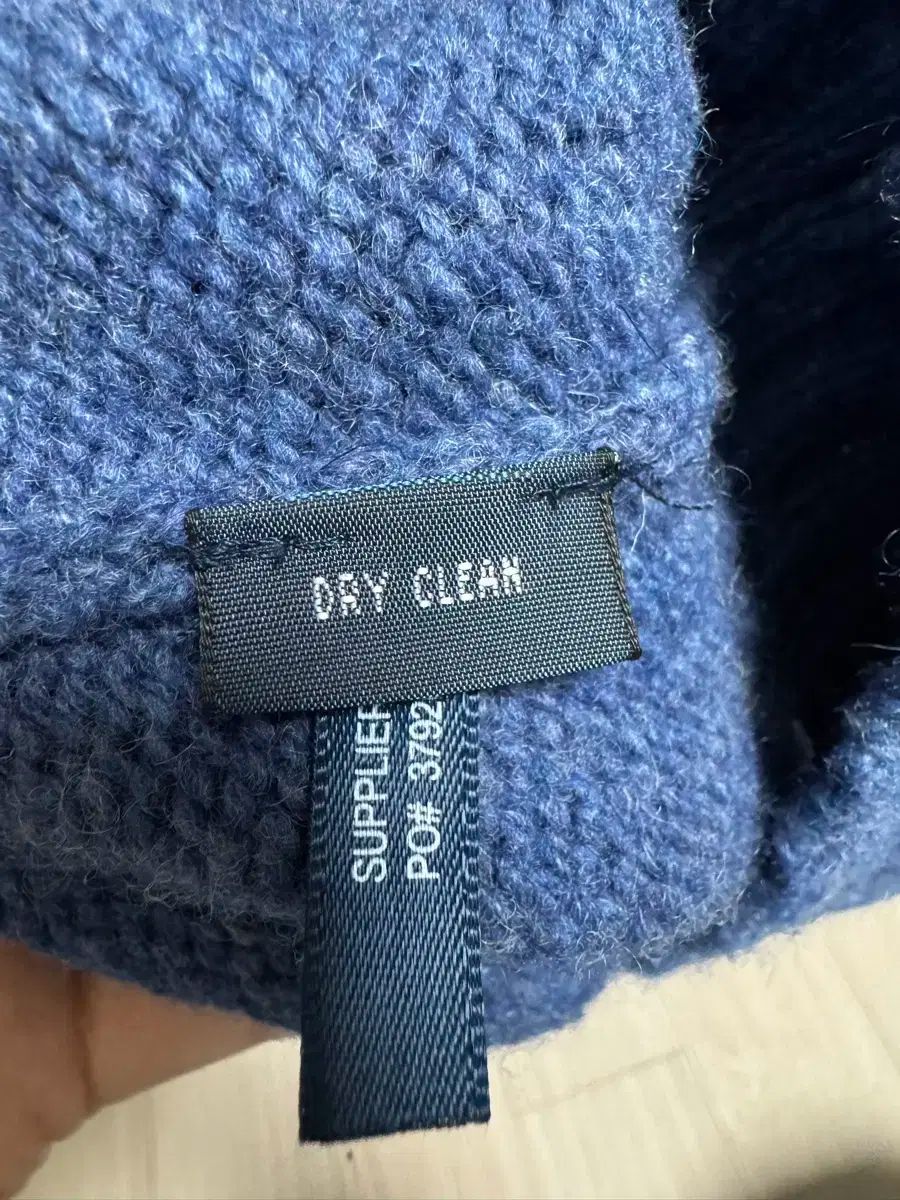 DRY CLEAN
SUPPLIER
PO# 3792